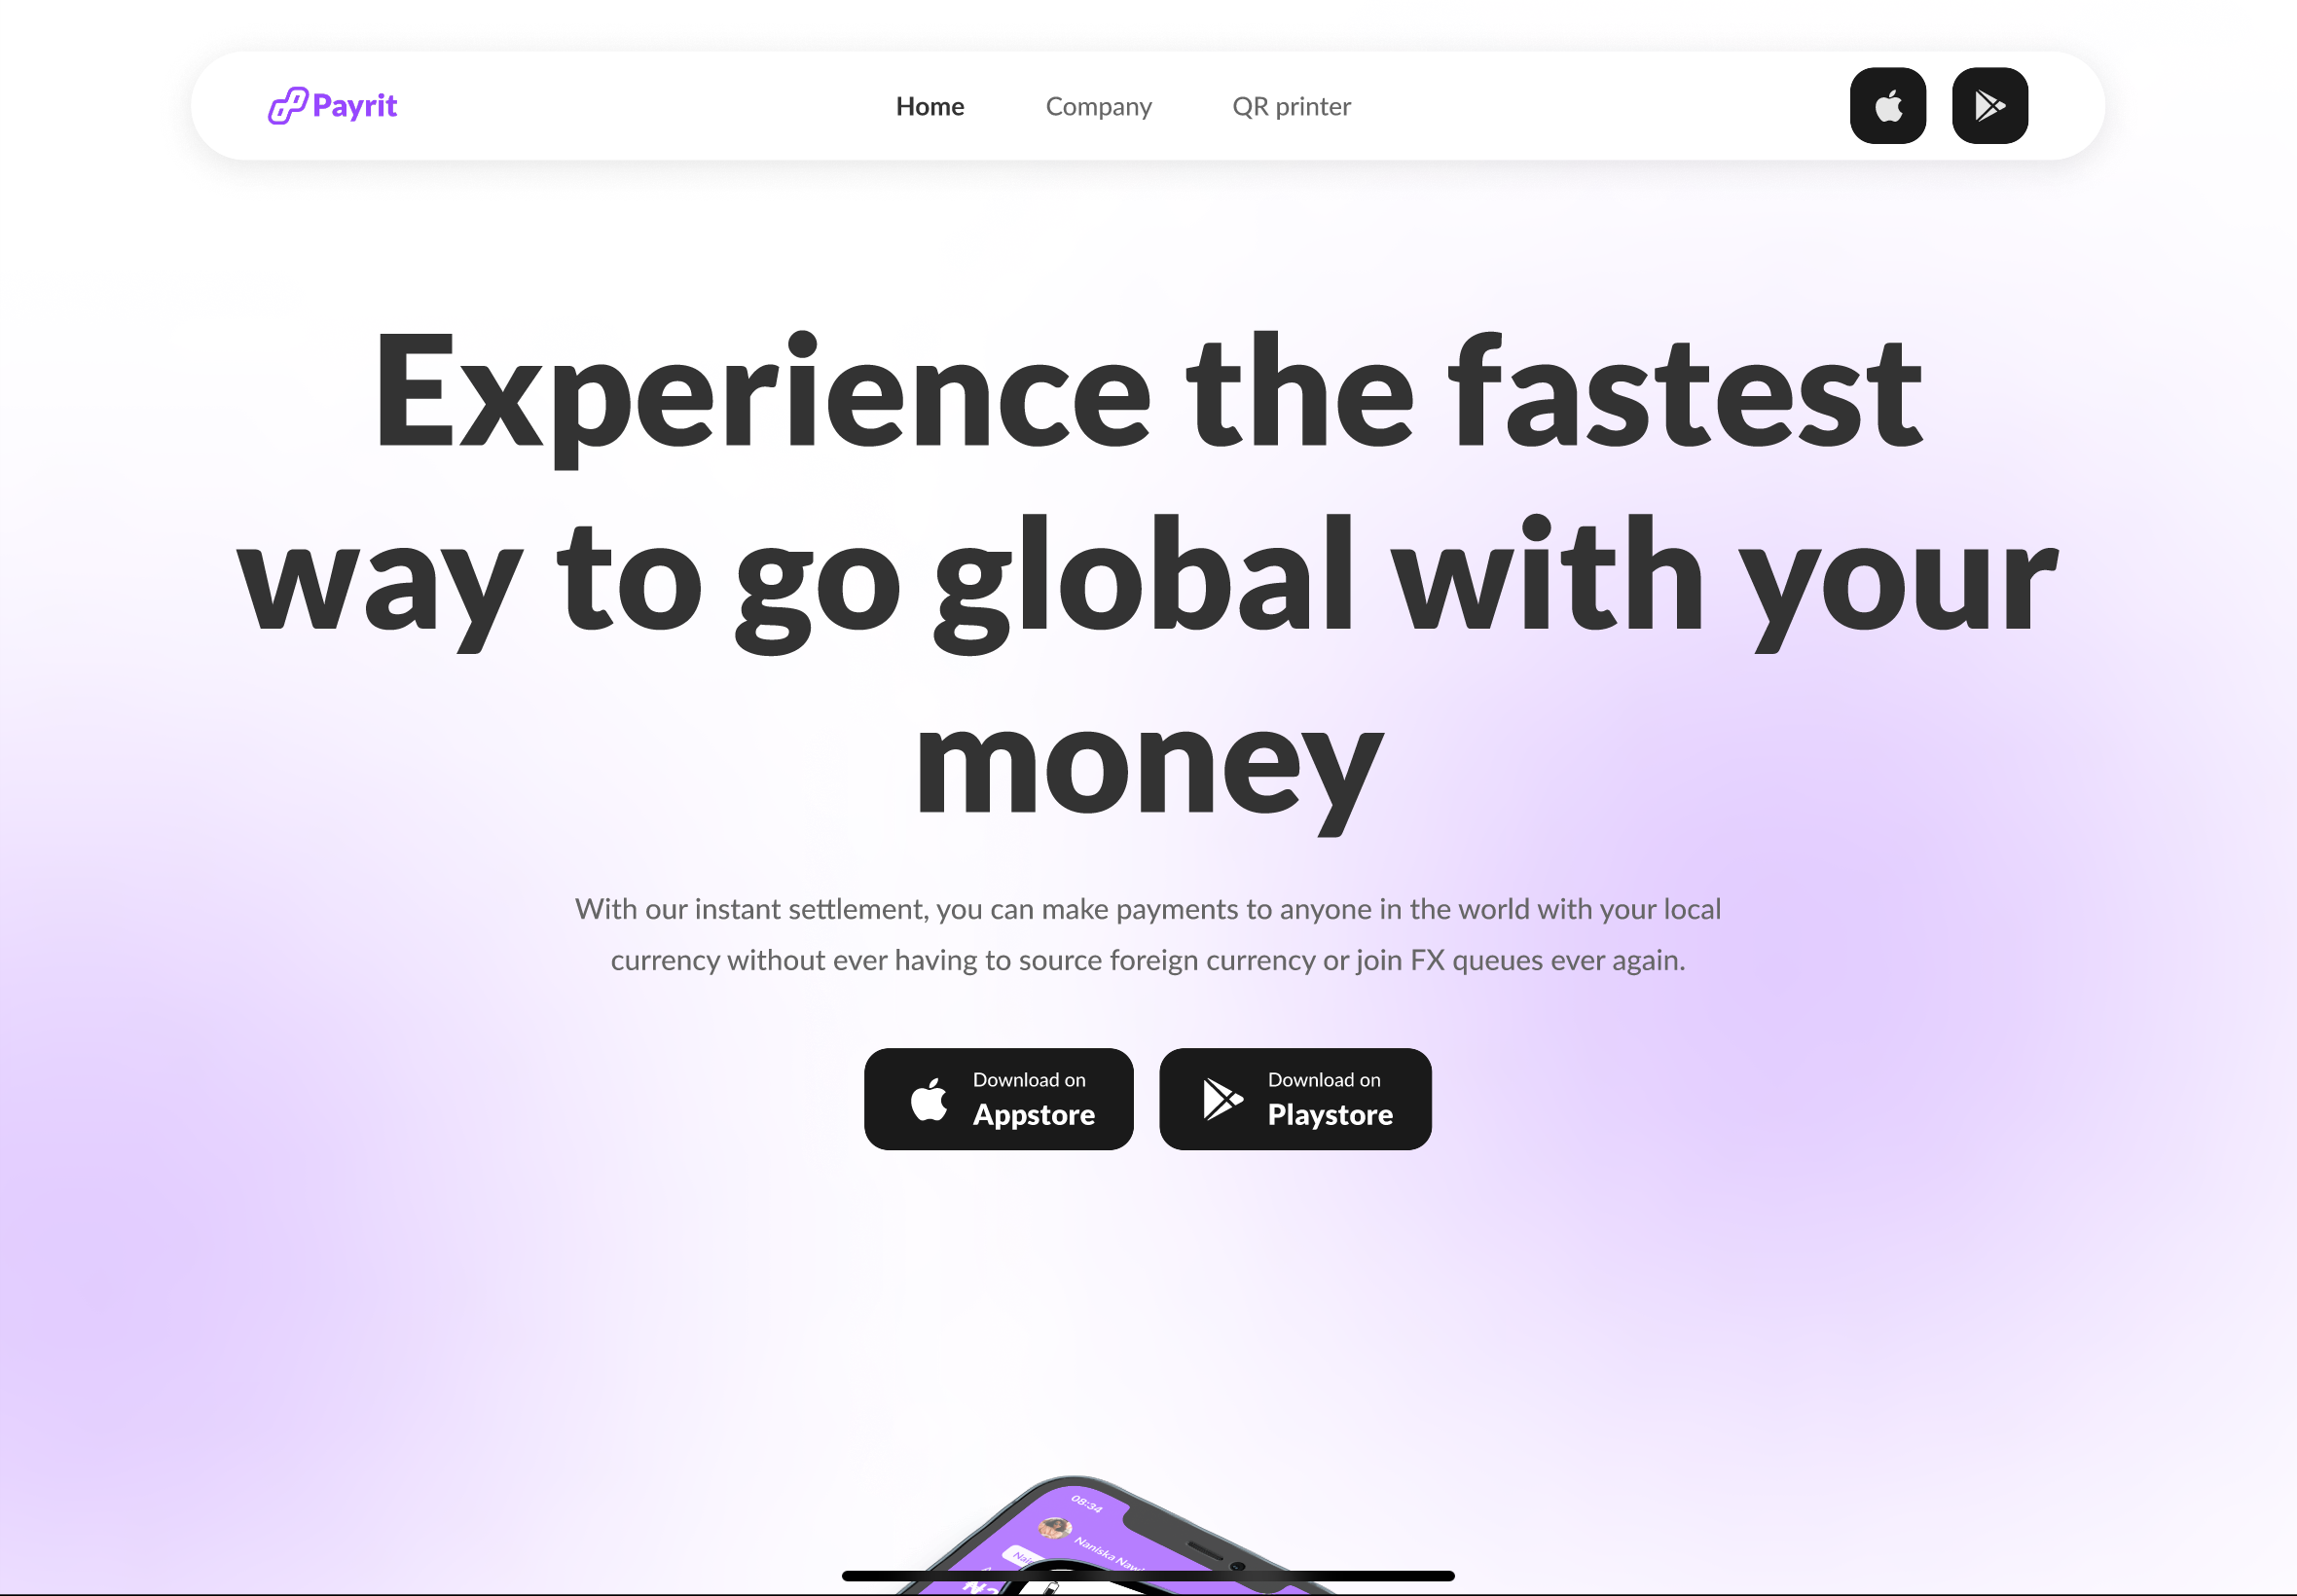 Payrit
Home
Company
QR printer
Experience the fastest
way to go global with your
money
With our instant settlement, you can make payments to anyone in the world with your local
currency without ever having to source foreign currency or join FX queues ever again.
Download on
Appstore
Download on
Playstore
08:34
Naniska